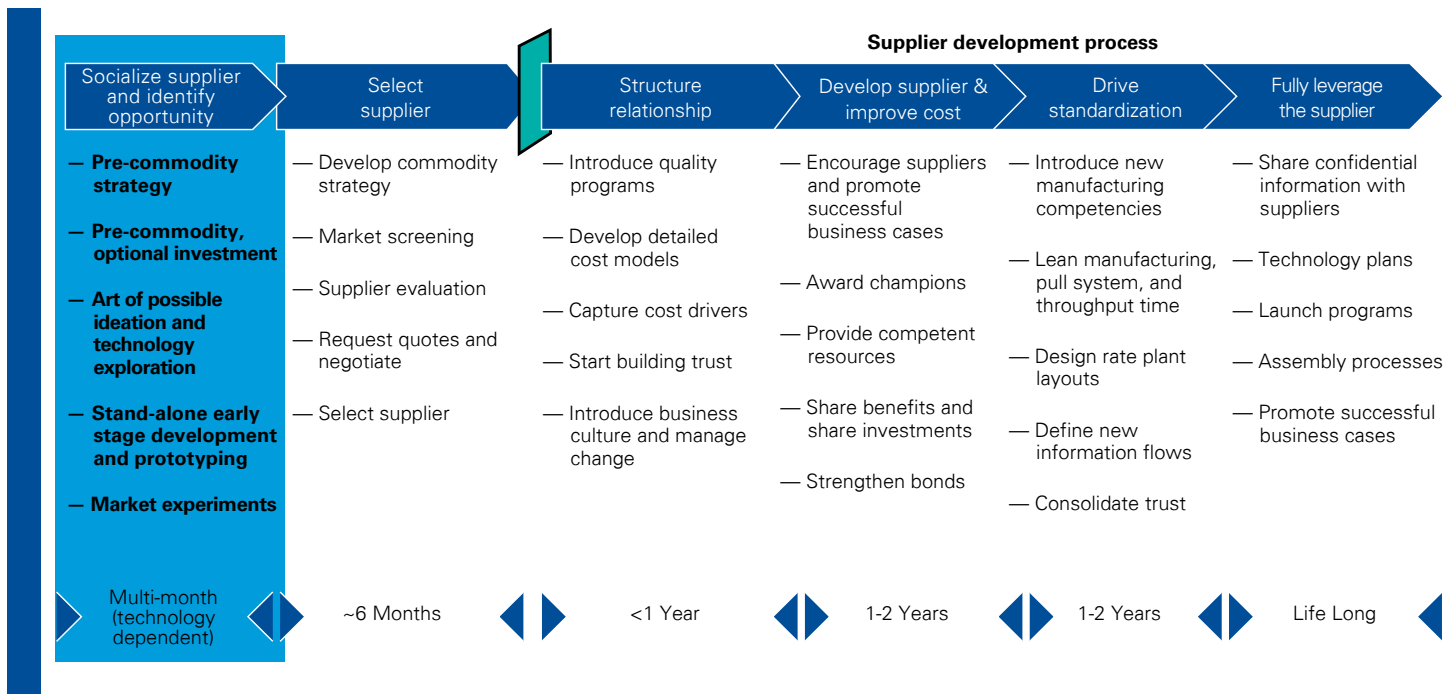 Supplier development process
Socialize supplier
and identify
opportunity
Select
supplier
Structure
relationship
Develop supplier &
improve cost
Drive
standardization
Fully leverage
the supplier
— Pre-commodity
strategy
— Pre-commodity,
optional investment
— Art of possible
ideation and
technology
exploration
— Stand-alone early
stage development
and prototyping
— Market experiments
— Develop commodity
strategy
— Market screening
— Supplier evaluation
— Request quotes and
negotiate
— Select supplier
— Introduce quality
programs
— Develop detailed
cost models
— Capture cost drivers
— Start building trust
— Introduce business
culture and manage
change
— Encourage suppliers
and promote
successful
business cases
— Award champions
— Provide competent
resources
— Share benefits and
share investments
— Strengthen bonds
— Introduce new
manufacturing
competencies
— Lean manufacturing,
pull system, and
throughput time
— Design rate plant
layouts
— Define new
information flows
— Consolidate trust
— Share confidential
information with
suppliers
— Technology plans
— Launch programs
— Assembly processes
— Promote successful
business cases
Multi-month
(technology
dependent)
~6 Months
<1 Year
1-2 Years
1-2 Years
Life Long